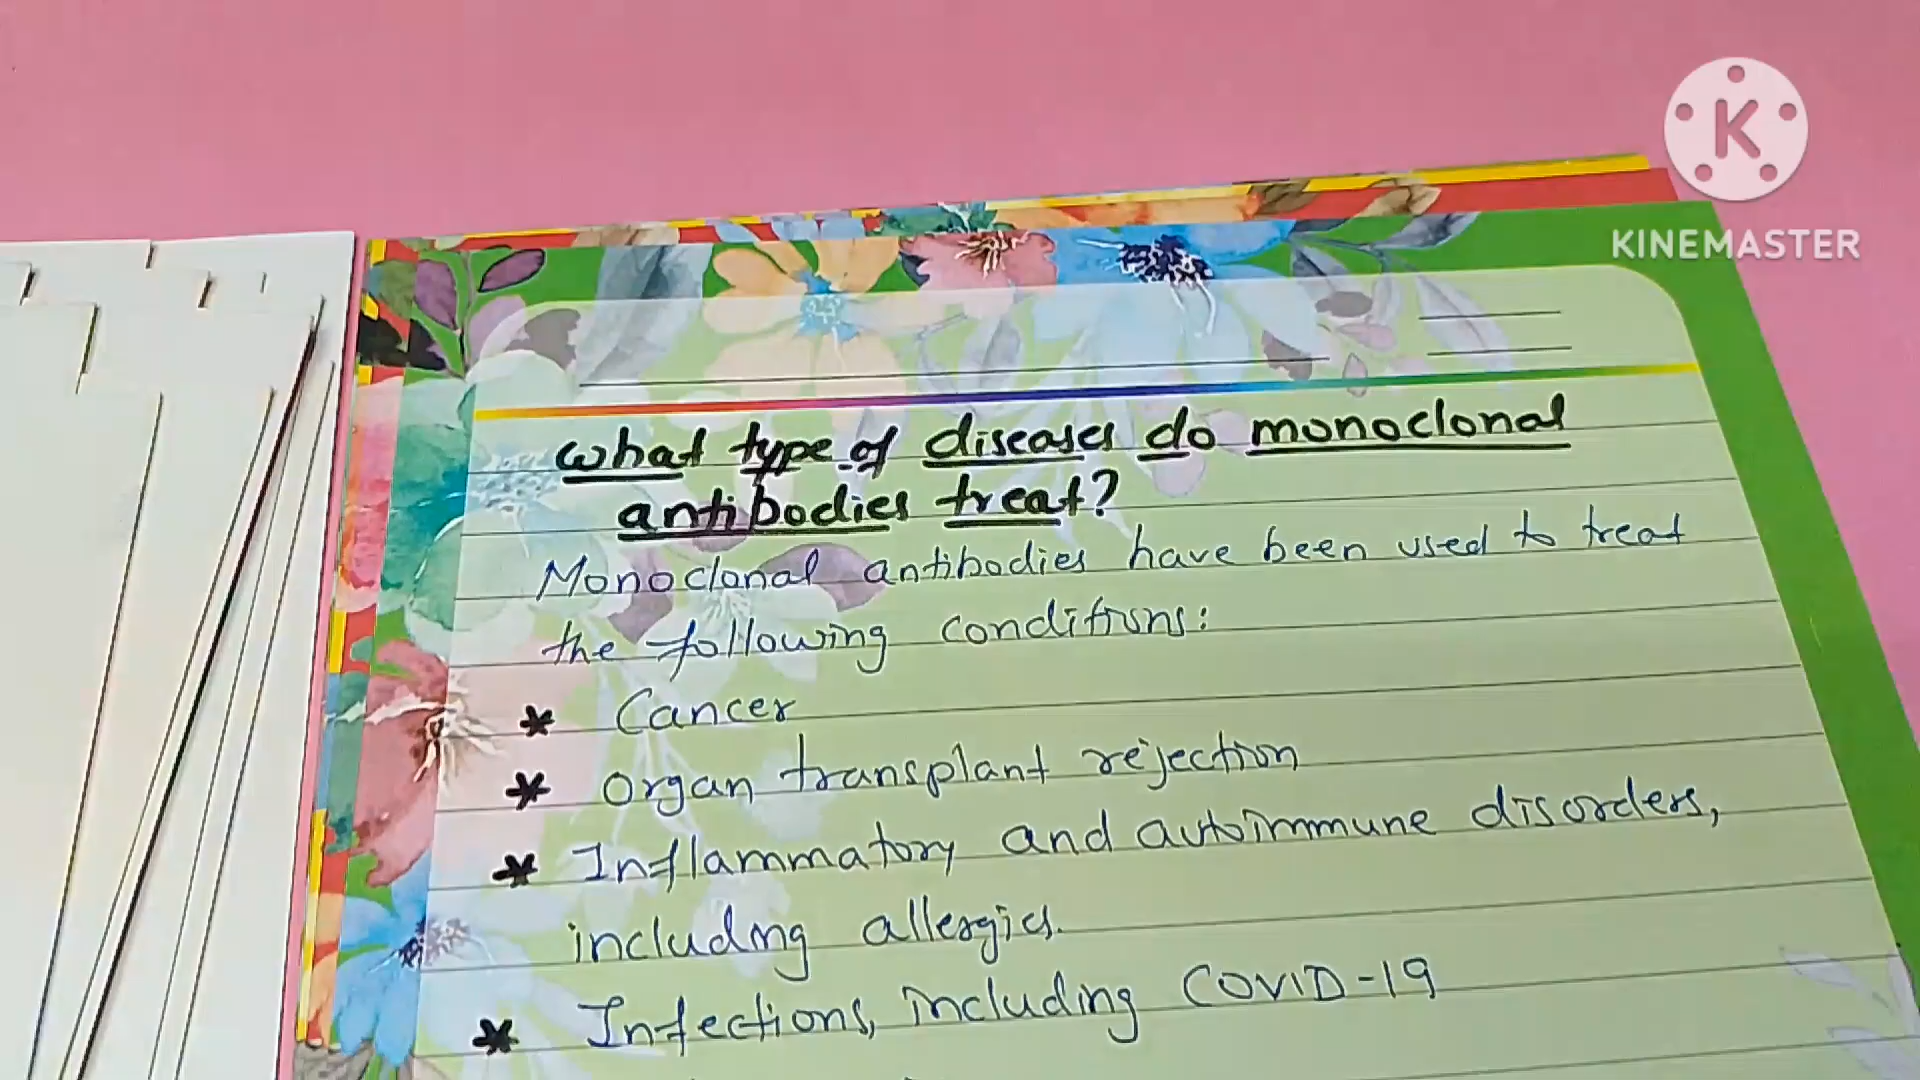 K
KINEMASTER
What type of diseases do monoclonal
antibodies treat?
Monoclonal antibodies have been used to treat
the following conditions:
* Cancer
* Organ transplant rejection
* Inflammatory and autoimmune disorders,
including allergies.
* Infections, including COVID-19